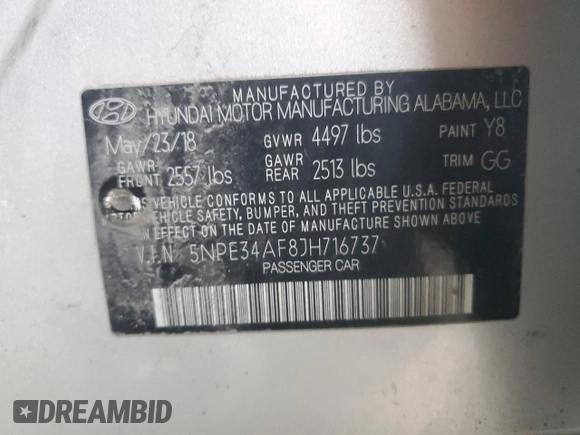 MANUFACTURED BY
HYUNDAI MOTOR MANUFACTURING ALABAMA, LLC
May/23/18 GVWR 4497 lbs PAINT Y8
GAWR FRONT 2557 lbs GAWR REAR 2513 lbs TRIM GG
VEHICLE CONFORMS TO ALL APPLICABLE U.S.A. FEDERAL
VEHICLE SAFETY, BUMPER, AND THEFT PREVENTION STANDARDS
IN EFFECT ON THE DATE OF MANUFACTURE SHOWN ABOVE.
V.I.N 5NPE34AF8JH716737
PASSENGER CAR
DREAMBID